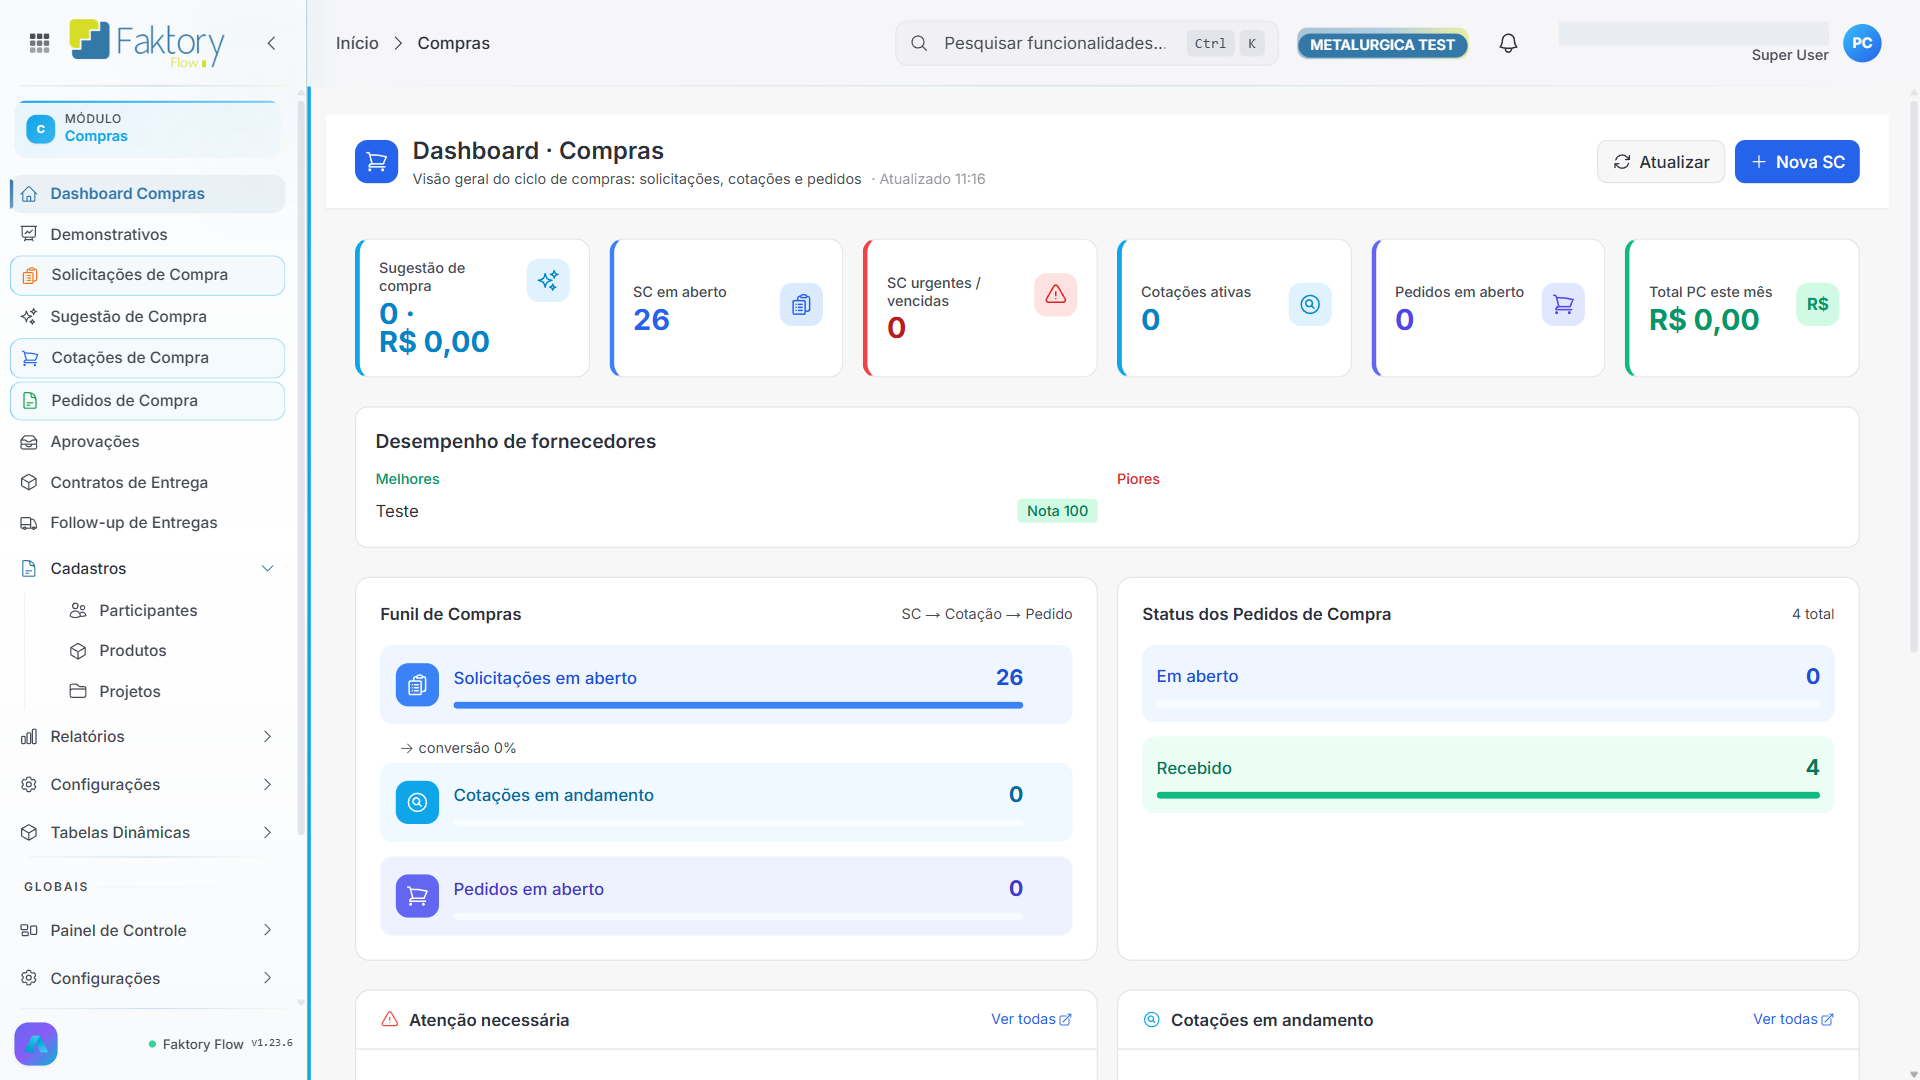 Faktory
Flow
Início
Compras
Pesquisar funcionalidades...
Ctrl
K
METALURGICA TEST
Super User
PC
C
MÓDULO
Compras
Dashboard Compras
Demonstrativos
Solicitações de Compra
Sugestão de Compra
Cotações de Compra
Pedidos de Compra
Aprovações
Contratos de Entrega
Follow-up de Entregas
Cadastros
Participantes
Produtos
Projetos
Relatórios
Configurações
Tabelas Dinâmicas
GLOBAIS
Painel de Controle
Configurações
Faktory Flow v1.23.6
Dashboard · Compras
Visão geral do ciclo de compras: solicitações, cotações e pedidos · Atualizado 11:16
Atualizar
Nova SC
Sugestão de
compra
0 ·
R$ 0,00
SC em aberto
26
SC urgentes /
vencidas
0
Cotações ativas
0
Pedidos em aberto
0
Total PC este mês
R$ 0,00
R$
Desempenho de fornecedores
Melhores
Teste
Nota 100
Piores
Funil de Compras
SC → Cotação → Pedido
Solicitações em aberto
26
→ conversão 0%
Cotações em andamento
0
Pedidos em aberto
0
Status dos Pedidos de Compra
4 total
Em aberto
0
Recebido
4
Atenção necessária
Ver todas
Cotações em andamento
Ver todas